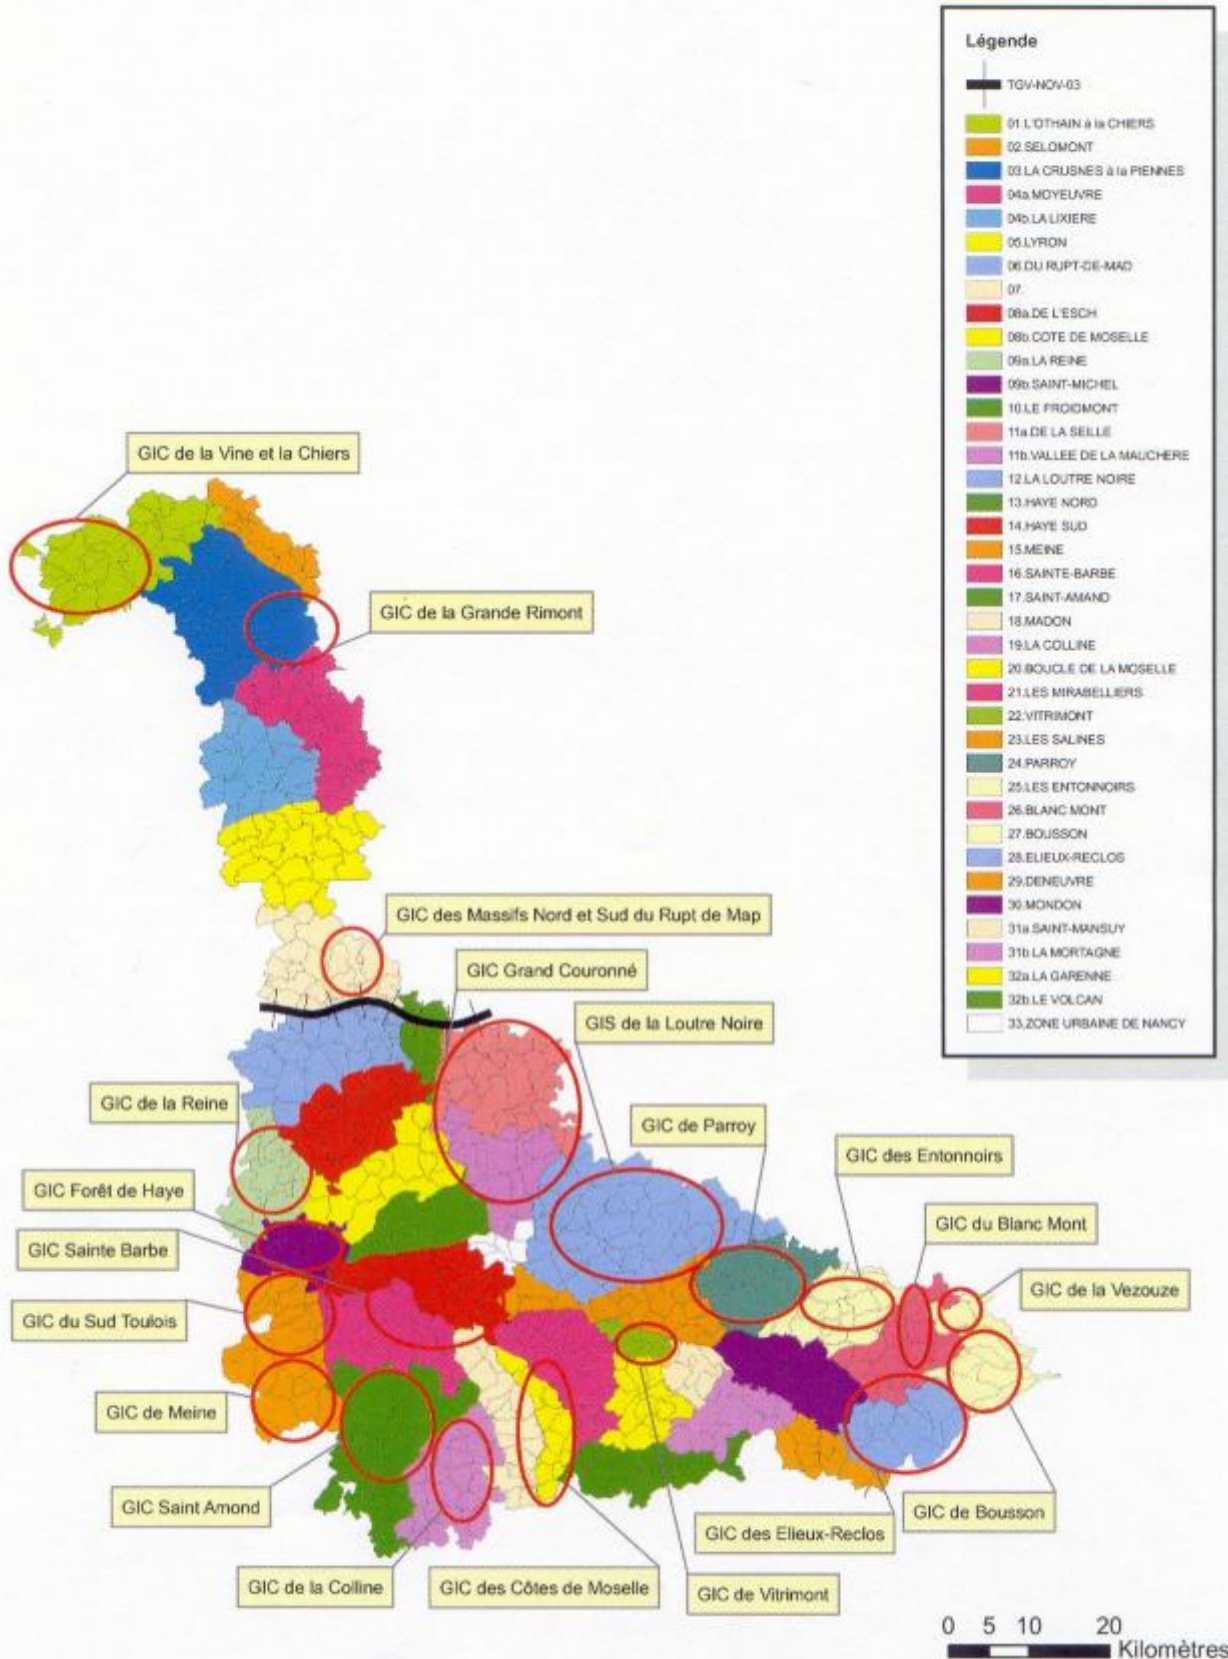 Légende
TGV-NOV-03
01.L'OTHAIN à la CHIERS
02.SELOMONT
03.LA CRUSNES à la PIENNES
04a.MOYEUVRE
04b.LA LIXIERE
05.LYRON
06.DU RUPT-DE-MAD
07.
08a.DE L'ESCH
08b.COTE DE MOSELLE
09a.LA REINE
09b.SAINT-MICHEL
10.LE FROIDMONT
11a.DE LA SEILLE
11b.VALLEE DE LA MAUCHERE
12.LA LOUTRE NOIRE
13.HAYE NORD
14.HAYE SUD
15.MEINE
16.SAINTE-BARBE
17.SAINT-AMAND
18.MADON
19.LA COLLINE
20.BOUCLE DE LA MOSELLE
21.LES MIRABELLIERS
22.VITRIMONT
23.LES SALINES
24.PARROY
25.LES ENTONNOIRS
26.BLANC MONT
27.BOUSSON
28.ELIEUX-RECLOS
29.DENEUVRE
30.MONDON
31a.SAINT-MANSUY
31b.LA MORTAGNE
32a.LA GARENNE
32b.LE VOLCAN
33.ZONE URBAINE DE NANCY
GIC de la Vine et la Chiers
GIC de la Grande Rimont
GIC des Massifs Nord et Sud du Rupt de Map
GIC Grand Couronné
GIS de la Loutre Noire
GIC de la Reine
GIC de Parroy
GIC des Entonnoirs
GIC Forêt de Haye
GIC du Blanc Mont
GIC Sainte Barbe
GIC de la Vezouze
GIC du Sud Toulois
GIC de Meine
GIC Saint Amond
GIC de Bousson
GIC des Elieux-Reclos
GIC de la Colline
GIC des Côtes de Moselle
GIC de Vitrimont
0 5 10 20
Kilomètres